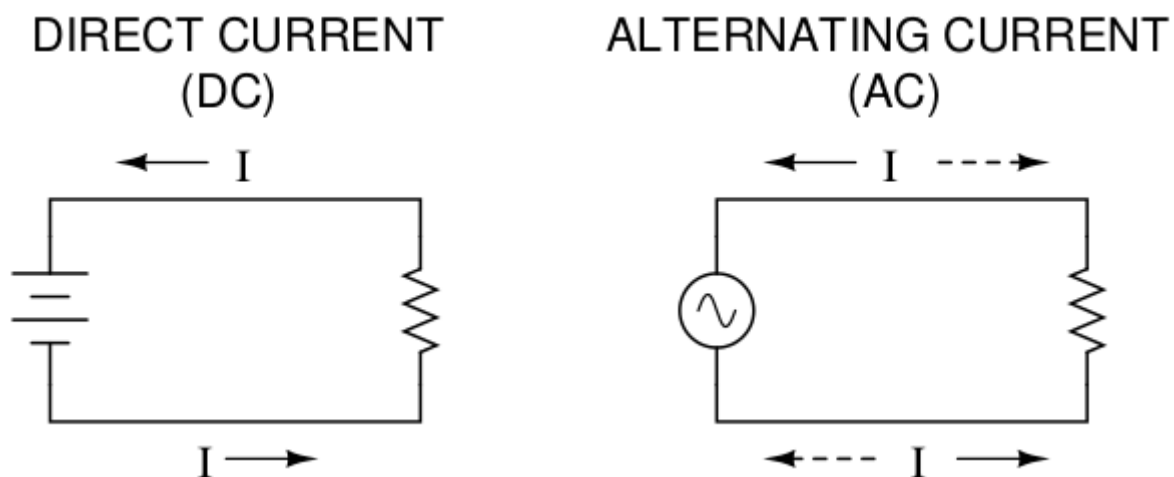 DIRECT CURRENT
(DC)
I
I
ALTERNATING CURRENT
(AC)
I
I